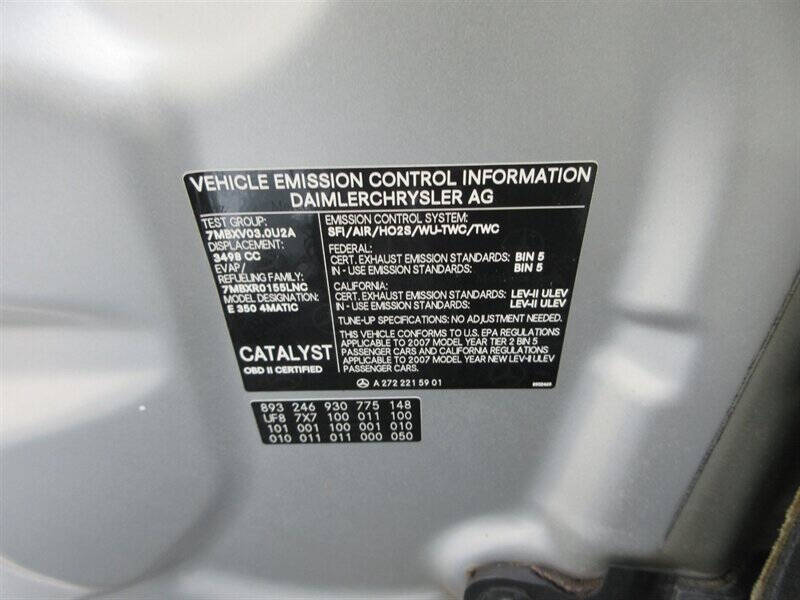 VEHICLE EMISSION CONTROL INFORMATION
DAIMLERCHRYSLER AG
TEST GROUP:
7MBXV03.0U2A
DISPLACEMENT:
3498 CC
EVAP/
REFUELING FAMILY:
7MBXR0155LNC
MODEL DESIGNATION:
E 350 4MATIC
CATALYST
OBD II CERTIFIED
EMISSION CONTROL SYSTEM:
SFI/AIR/HO2S/WU-TWC/TWC
FEDERAL:
CERT. EXHAUST EMISSION STANDARDS: BIN 5
IN - USE EMISSION STANDARDS: BIN 5
CALIFORNIA:
CERT. EXHAUST EMISSION STANDARDS: LEV-II ULEV
IN - USE EMISSION STANDARDS: LEV-II ULEV
TUNE-UP SPECIFICATIONS: NO ADJUSTMENT NEEDED.
THIS VEHICLE CONFORMS TO U.S. EPA REGULATIONS
APPLICABLE TO 2007 MODEL YEAR TIER 2 BIN 5
PASSENGER CARS AND CALIFORNIA REGULATIONS
APPLICABLE TO 2007 MODEL YEAR NEW LEV-II ULEV
PASSENGER CARS.
A 272 221 59 01
893 246 930 775 148
UF8 7X7 100 011 100
101 001 100 001 010
010 011 011 000 050